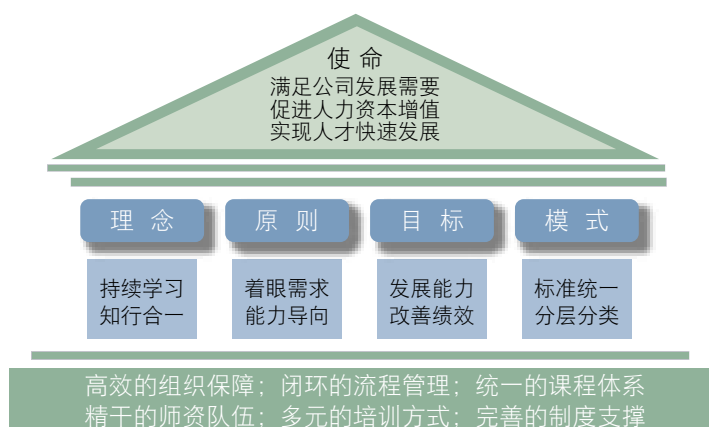 使命
满足公司发展需要
促进人力资本增值
实现人才快速发展
理念
原则
目标
模式
持续学习
知行合一
着眼需求
能力导向
发展能力
改善绩效
标准统一
分层分类
高效的组织保障；闭环的流程管理；统一的课程体系
精干的师资队伍；多元的培训方式；完善的制度支撑